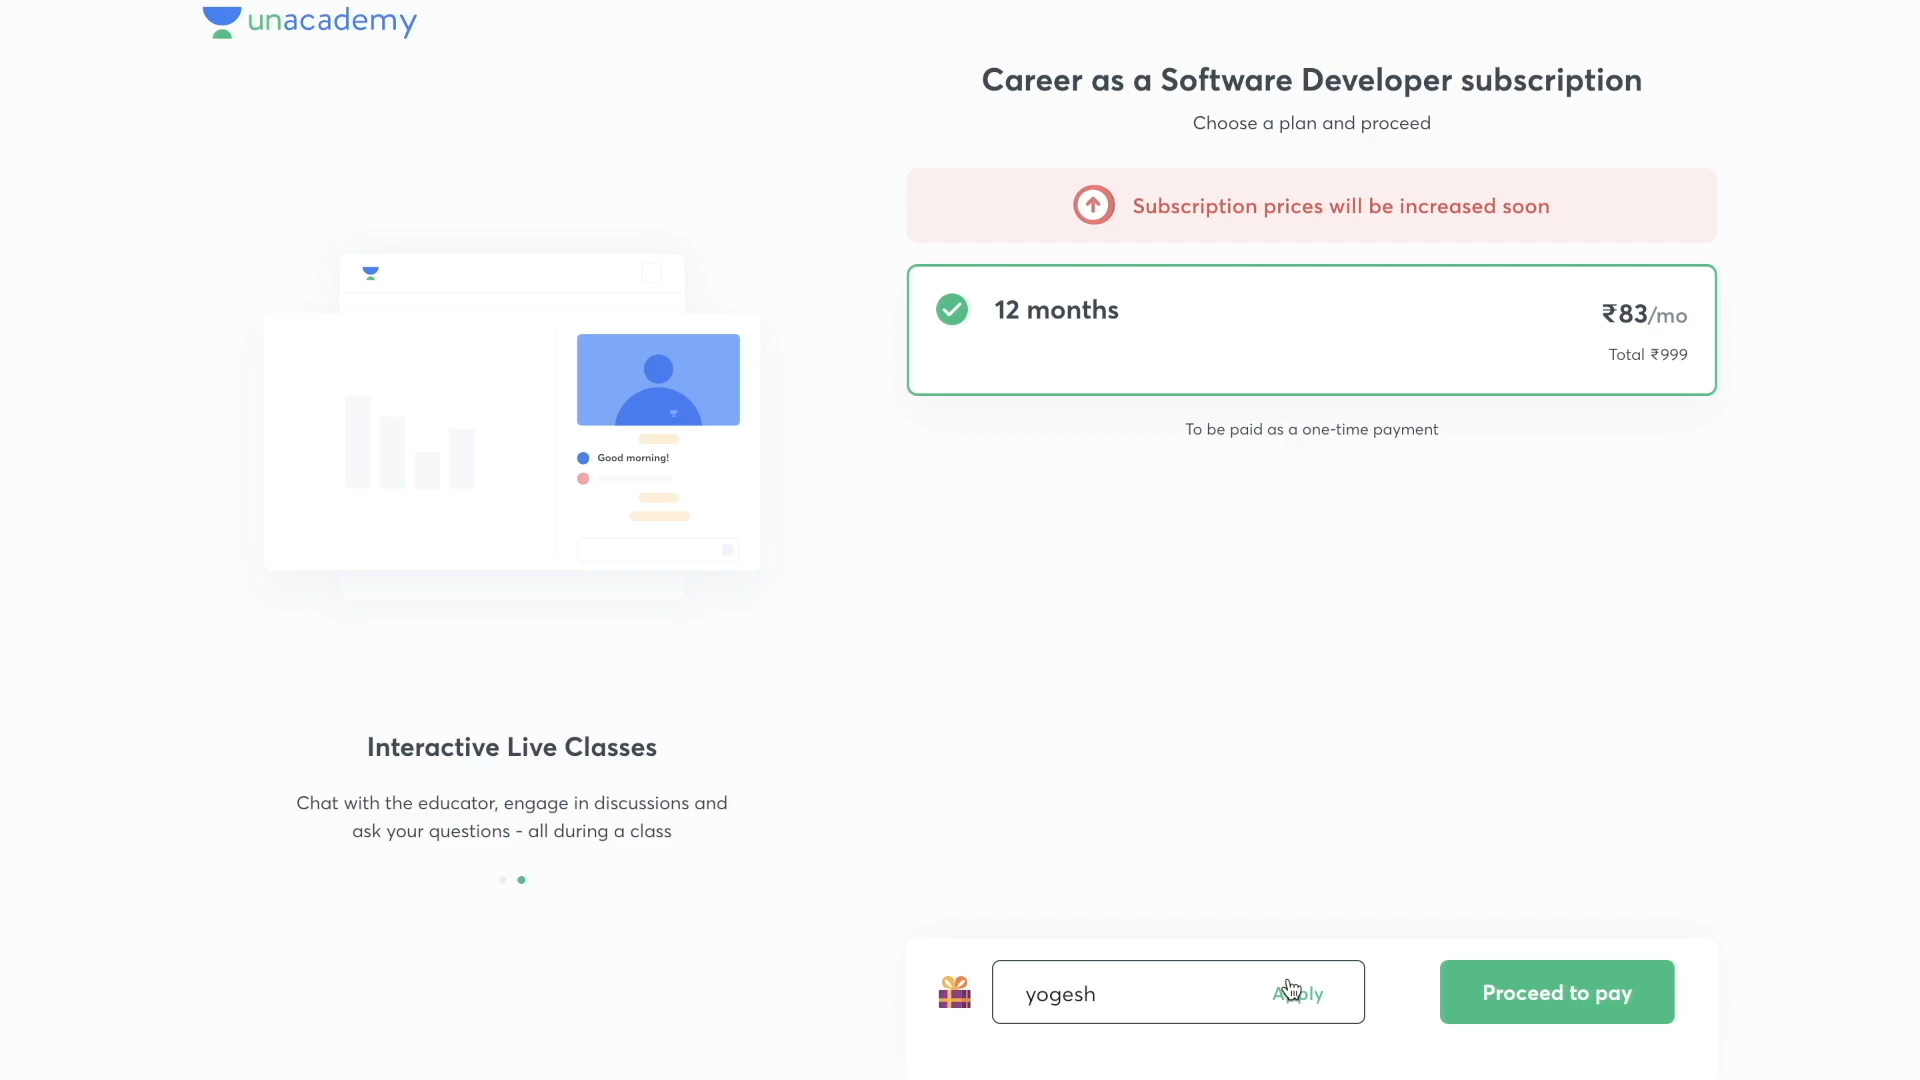 unacademy
Career as a Software Developer subscription
Choose a plan and proceed
Subscription prices will be increased soon
12 months
₹83/mo
Total ₹999
To be paid as a one-time payment
Good morning!
Interactive Live Classes
Chat with the educator, engage in discussions and
ask your questions - all during a class
yogesh
Apply
Proceed to pay